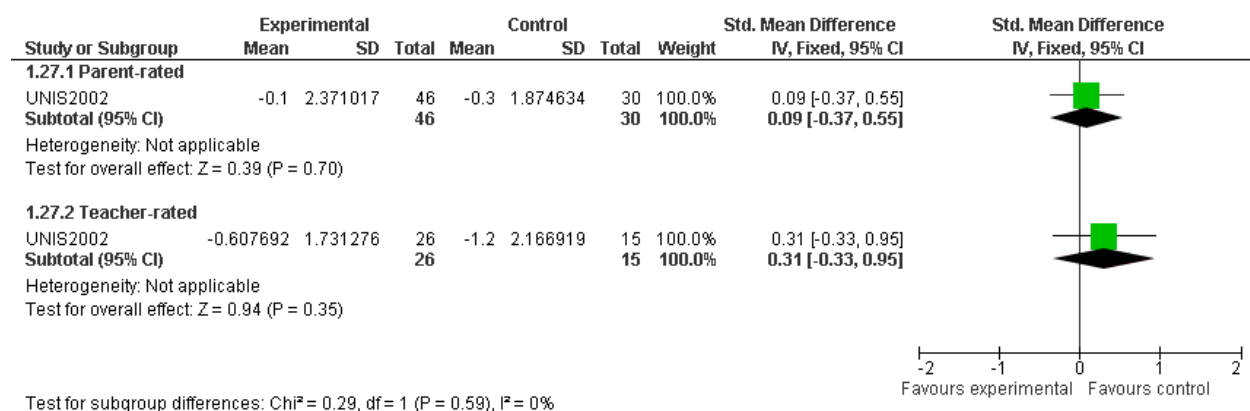 Experimental Control Std. Mean Difference Std. Mean Difference
Study or Subgroup Mean SD Total Mean SD Total Weight IV, Fixed, 95% CI IV, Fixed, 95% CI
1.27.1 Parent-rated
UNIS2002 -0.1 2.371017 46 -0.3 1.874634 30 100.0% 0.09 [-0.37, 0.55]
Subtotal (95% CI) 46 30 100.0% 0.09 [-0.37, 0.55]
Heterogeneity: Not applicable
Test for overall effect: Z = 0.39 (P = 0.70)
1.27.2 Teacher-rated
UNIS2002 -0.607692 1.731276 26 -1.2 2.166919 15 100.0% 0.31 [-0.33, 0.95]
Subtotal (95% CI) 26 15 100.0% 0.31 [-0.33, 0.95]
Heterogeneity: Not applicable
Test for overall effect: Z = 0.94 (P = 0.35)
-2 -1 0 1 2
Favours experimental Favours control
Test for subgroup differences: Chi² = 0.29, df = 1 (P = 0.59), I² = 0%